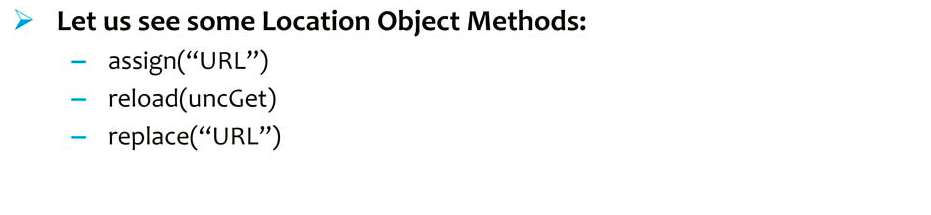 Let us see some Location Object Methods:
– assign(“URL”)
– reload(uncGet)
– replace(“URL”)